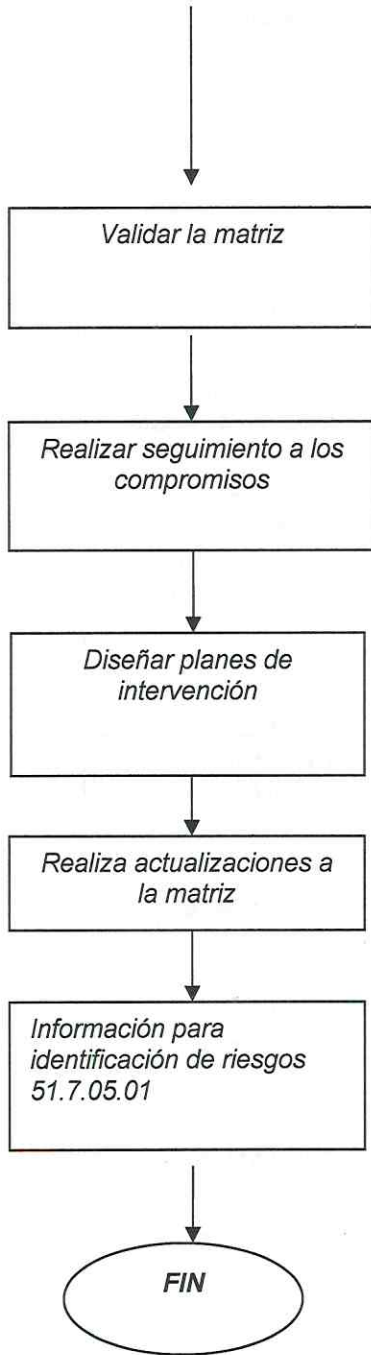 Validar la matriz
Realizar seguimiento a los
compromisos
Diseñar planes de
intervención
Realiza actualizaciones a
la matriz
Información para
identificación de riesgos
51.7.05.01
FIN